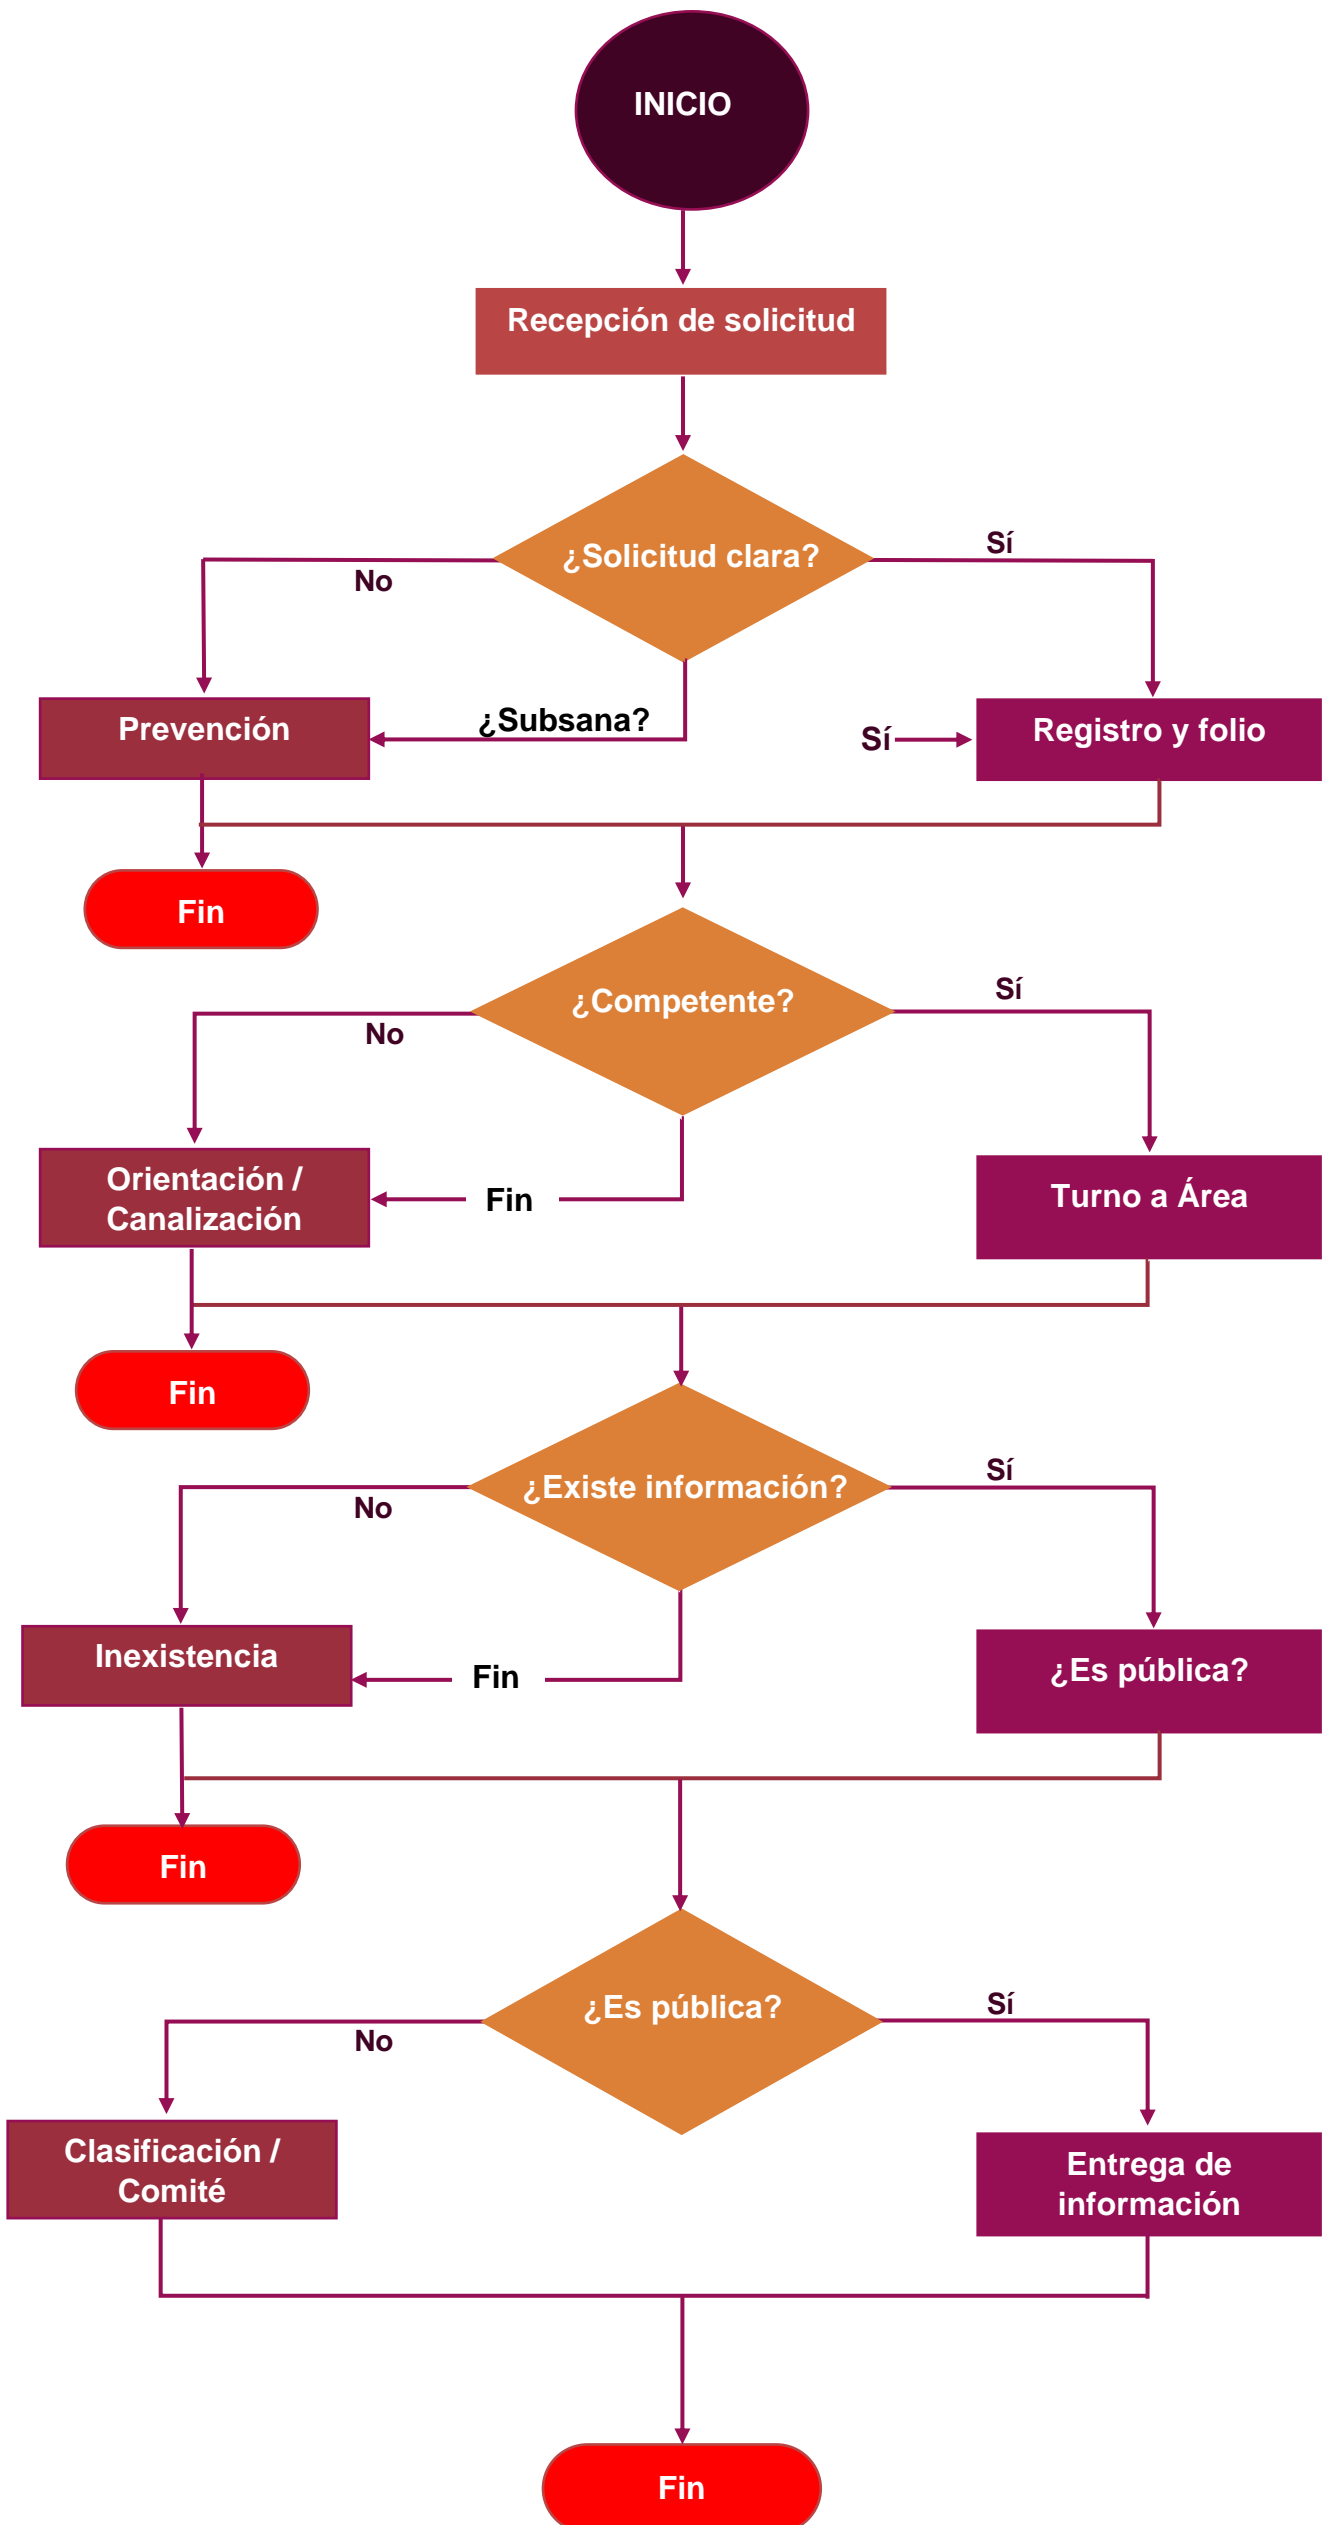 INICIO
Recepción de solicitud
¿Solicitud clara?
Sí
No
Prevención
¿Subsana?
Sí
Registro y folio
Fin
¿Competente?
Sí
No
Orientación /
Canalización
Fin
Turno a Área
Fin
¿Existe información?
Sí
No
Inexistencia
Fin
¿Es pública?
Fin
¿Es pública?
Sí
No
Clasificación /
Comité
Entrega de
información
Fin